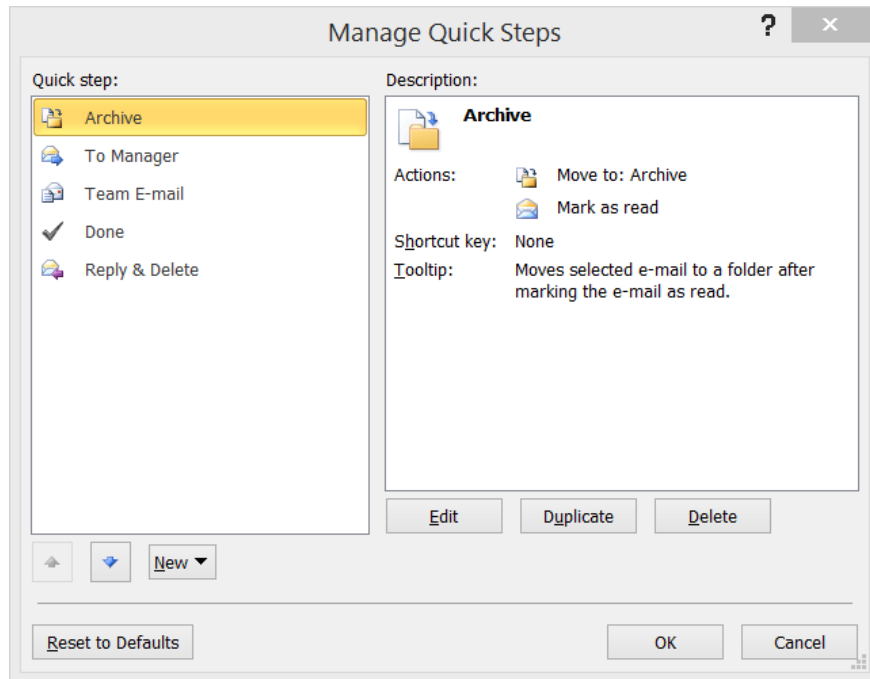 Manage Quick Steps
?
Quick step:
Archive
To Manager
Team E-mail
Done
Reply & Delete
New
Description:
Archive
Actions: Move to: Archive
Mark as read
Shortcut key: None
Tooltip: Moves selected e-mail to a folder after
marking the e-mail as read.
Edit Duplicate Delete
Reset to Defaults OK Cancel